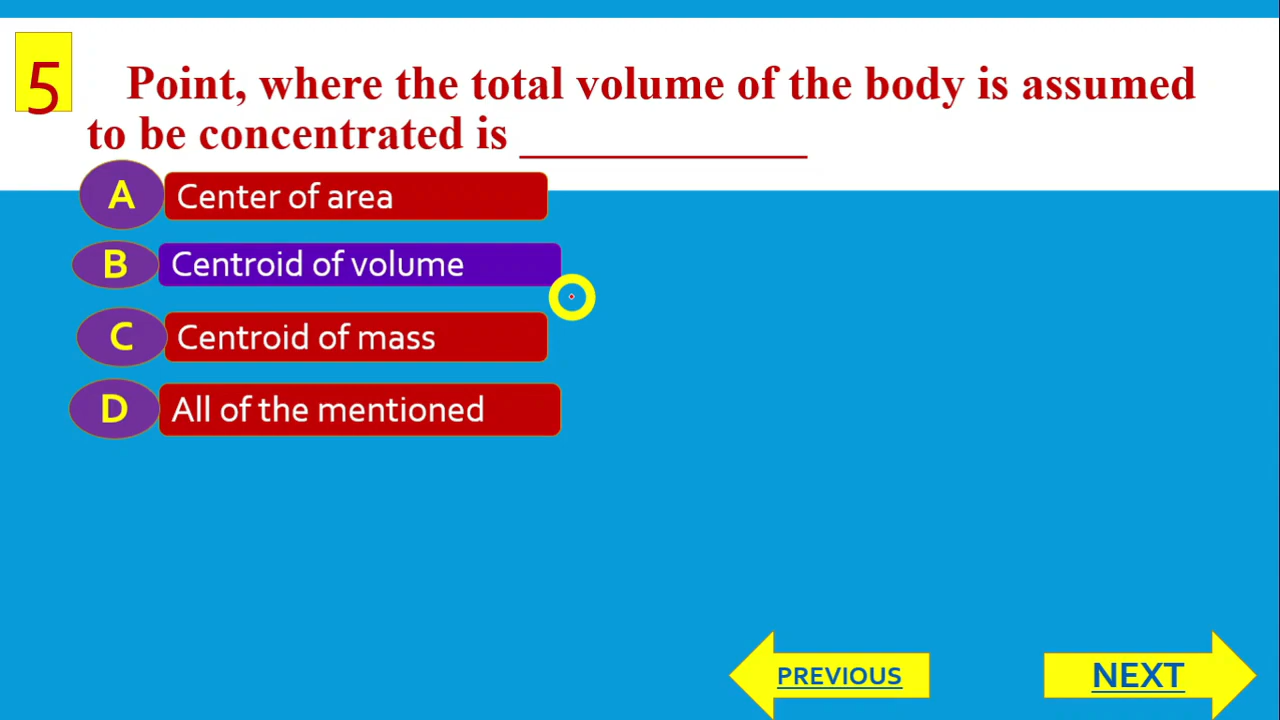 5
Point, where the total volume of the body is assumed
to be concentrated is ____________
A Center of area
B Centroid of volume
C Centroid of mass
D All of the mentioned
PREVIOUS NEXT